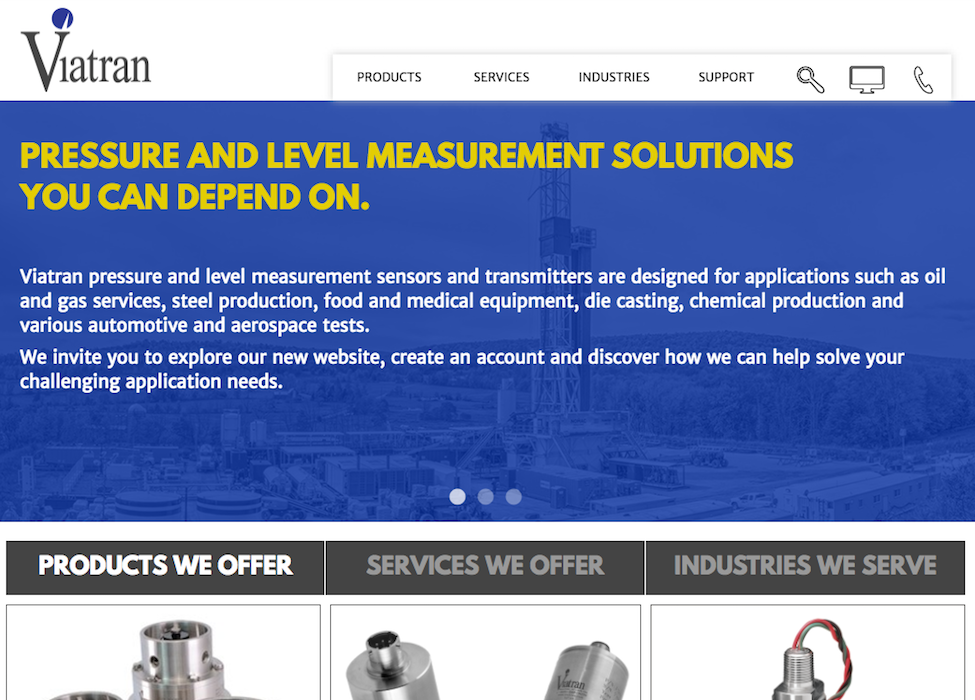 Viatran
PRODUCTS SERVICES INDUSTRIES SUPPORT
PRESSURE AND LEVEL MEASUREMENT SOLUTIONS
YOU CAN DEPEND ON.
Viatran pressure and level measurement sensors and transmitters are designed for applications such as oil
and gas services, steel production, food and medical equipment, die casting, chemical production and
various automotive and aerospace tests.
We invite you to explore our new website, create an account and discover how we can help solve your
challenging application needs.
PRODUCTS WE OFFER SERVICES WE OFFER INDUSTRIES WE SERVE
Viatran